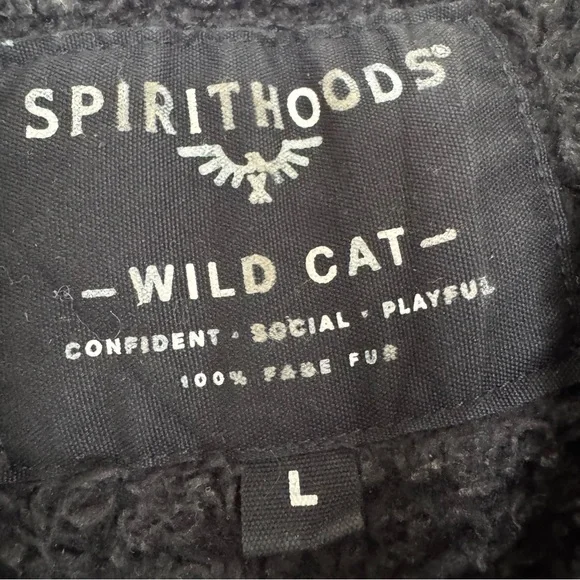 SPIRITHOODS®
– WILD CAT –
CONFIDENT · SOCIAL · PLAYFUL
100% FAKE FUR
L